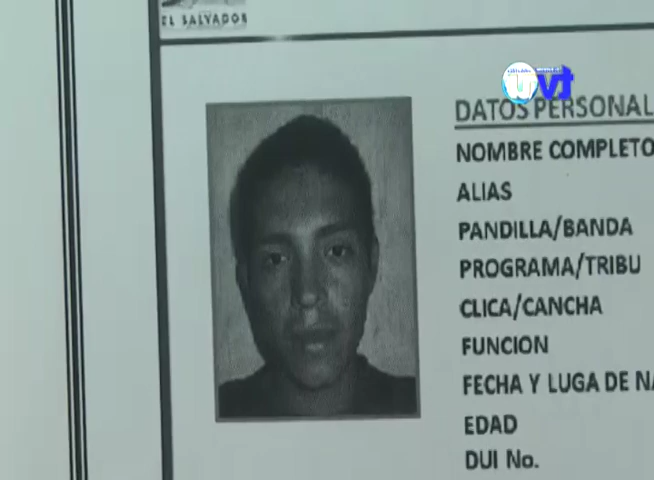 EL SALVADOR
uvt
DATOS PERSONAL
NOMBRE COMPLETO
ALIAS
PANDILLA/BANDA
PROGRAMA/TRIBU
CLICA/CANCHA
FUNCION
FECHA Y LUGA DE NA
EDAD
DUI No.